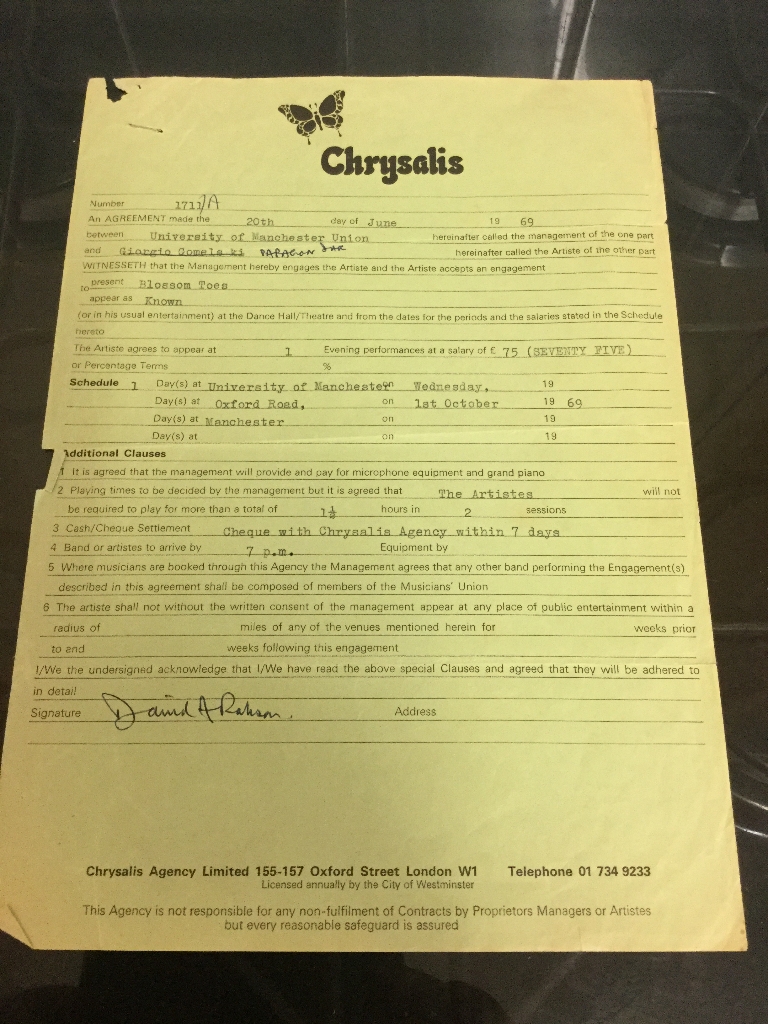 Chrysalis
Number 1711/A
An AGREEMENT made the 20th day of June 19 69
between University of Manchester Union hereinafter called the management of the one part
and Giorgio Gomelski PARAGON hereinafter called the Artiste of the other part
WITNESSETH that the Management hereby engages the Artiste and the Artiste accepts an engagement
to present Blossom Toes
appear as Known
(or in his usual entertainment) at the Dance Hall/Theatre and from the dates for the periods and the salaries stated in the Schedule
hereto
The Artiste agrees to appear at 1 Evening performances at a salary of £ 75 (SEVENTY FIVE)
or Percentage Terms %
Schedule 1 Day(s) at University of Manchester on Wednesday, 19
Day(s) at Oxford Road, on 1st October 19 69
Day(s) at Manchester on 19
Day(s) at on 19
Additional Clauses
1 It is agreed that the management will provide and pay for microphone equipment and grand piano
2 Playing times to be decided by the management but it is agreed that The Artistes will not
be required to play for more than a total of 1½ hours in 2 sessions
3 Cash/Cheque Settlement Cheque with Chrysalis Agency within 7 days
4 Band or artistes to arrive by 7 p.m. Equipment by
5 Where musicians are booked through this Agency the Management agrees that any other band performing the Engagement(s)
described in this agreement shall be composed of members of the Musicians' Union
6 The artiste shall not without the written consent of the management appear at any place of public entertainment within a
radius of miles of any of the venues mentioned herein for weeks prior
to and weeks following this engagement
I/We the undersigned acknowledge that I/We have read the above special Clauses and agreed that they will be adhered to
in detail
Signature David A Address
Chrysalis Agency Limited 155-157 Oxford Street London W1 Telephone 01 734 9233
Licensed annually by the City of Westminster
This Agency is not responsible for any non-fulfilment of Contracts by Proprietors Managers or Artistes
but every reasonable safeguard is assured